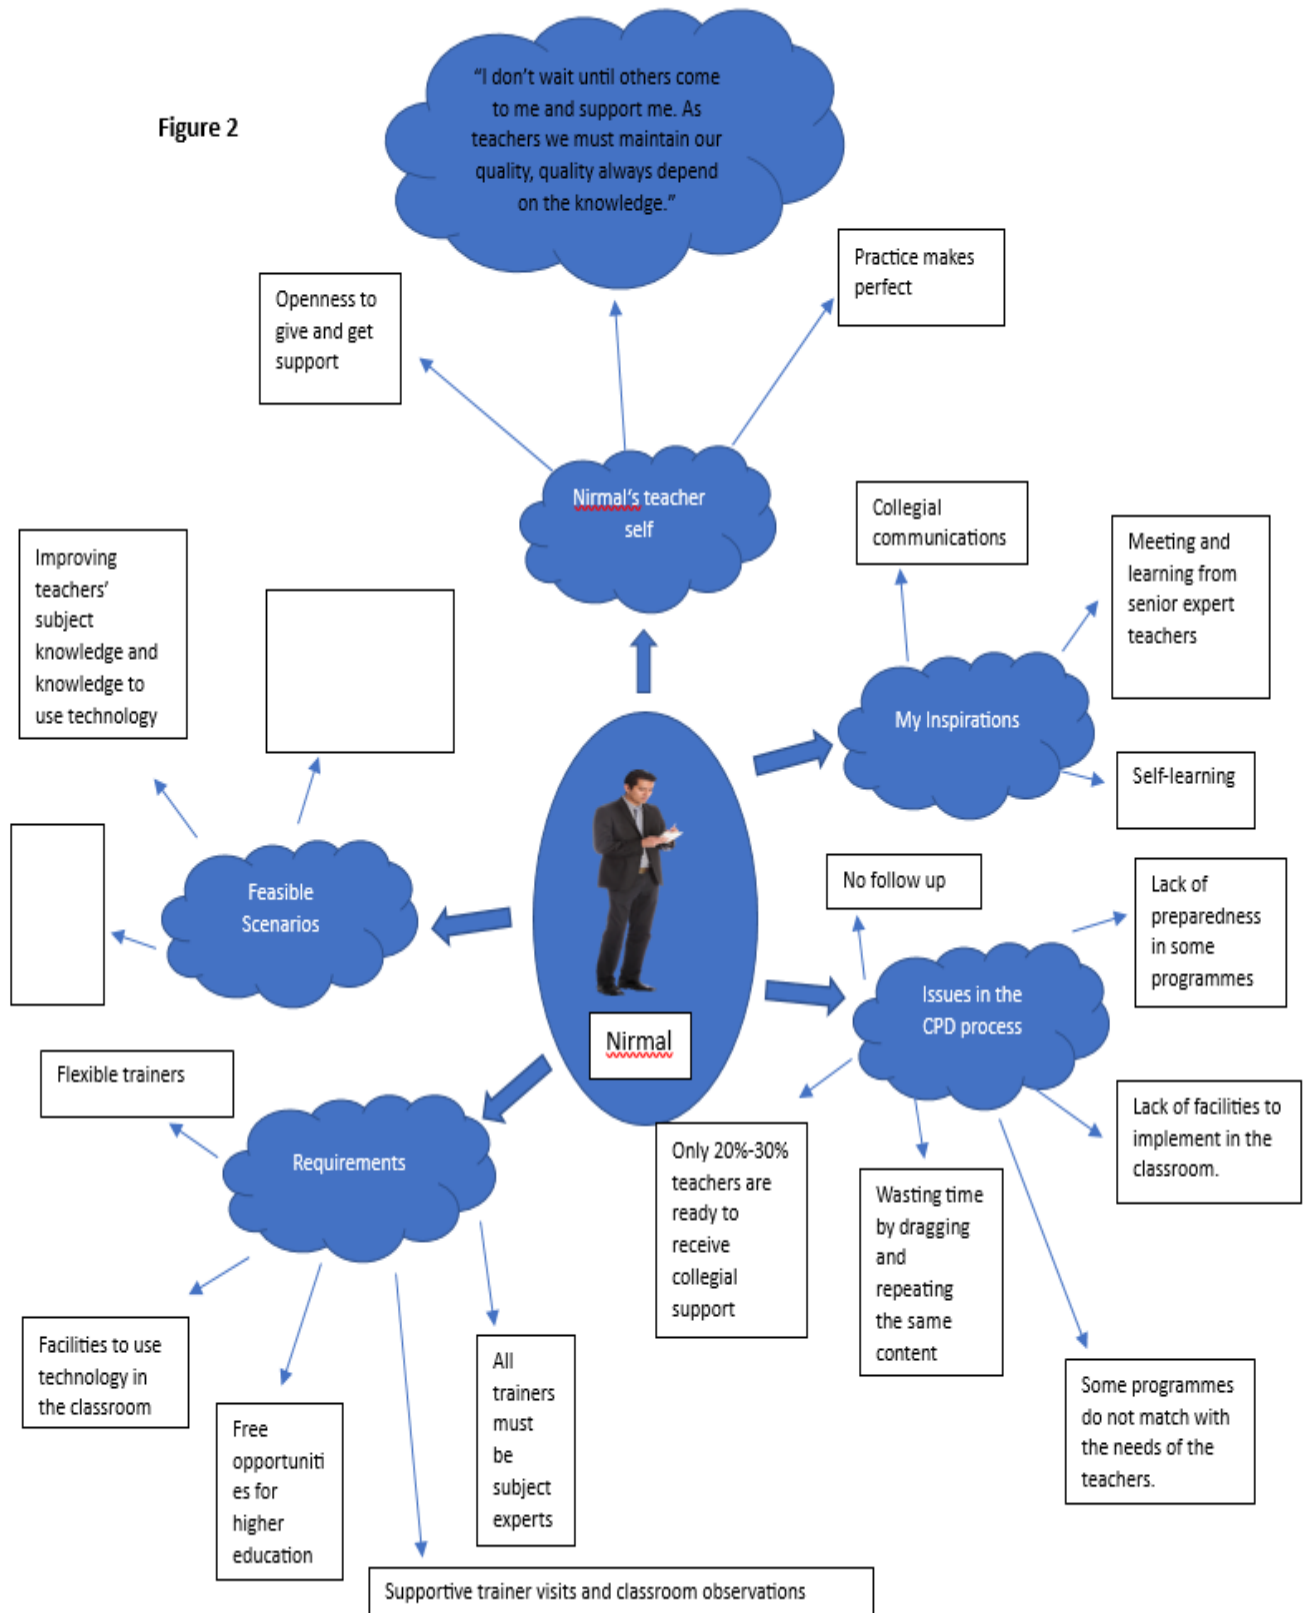 Figure 2
“I don’t wait until others come
to me and support me. As
teachers we must maintain our
quality, quality always depend
on the knowledge.”
Openness to
give and get
support
Practice makes
perfect
Nirmal’s teacher
self
Collegial
communications
Meeting and
learning from
senior expert
teachers
My Inspirations
Self-learning
Improving
teachers’
subject
knowledge and
knowledge to
use technology
Feasible
Scenarios
Nirmal
No follow up
Lack of
preparedness
in some
programmes
Issues in the
CPD process
Lack of facilities to
implement in the
classroom.
Only 20%-30%
teachers are
ready to
receive
collegial
support
Wasting time
by dragging
and
repeating
the same
content
Some programmes
do not match with
the needs of the
teachers.
Flexible trainers
Requirements
Facilities to use
technology in
the classroom
Free
opportuniti
es for
higher
education
All
trainers
must
be
subject
experts
Supportive trainer visits and classroom observations